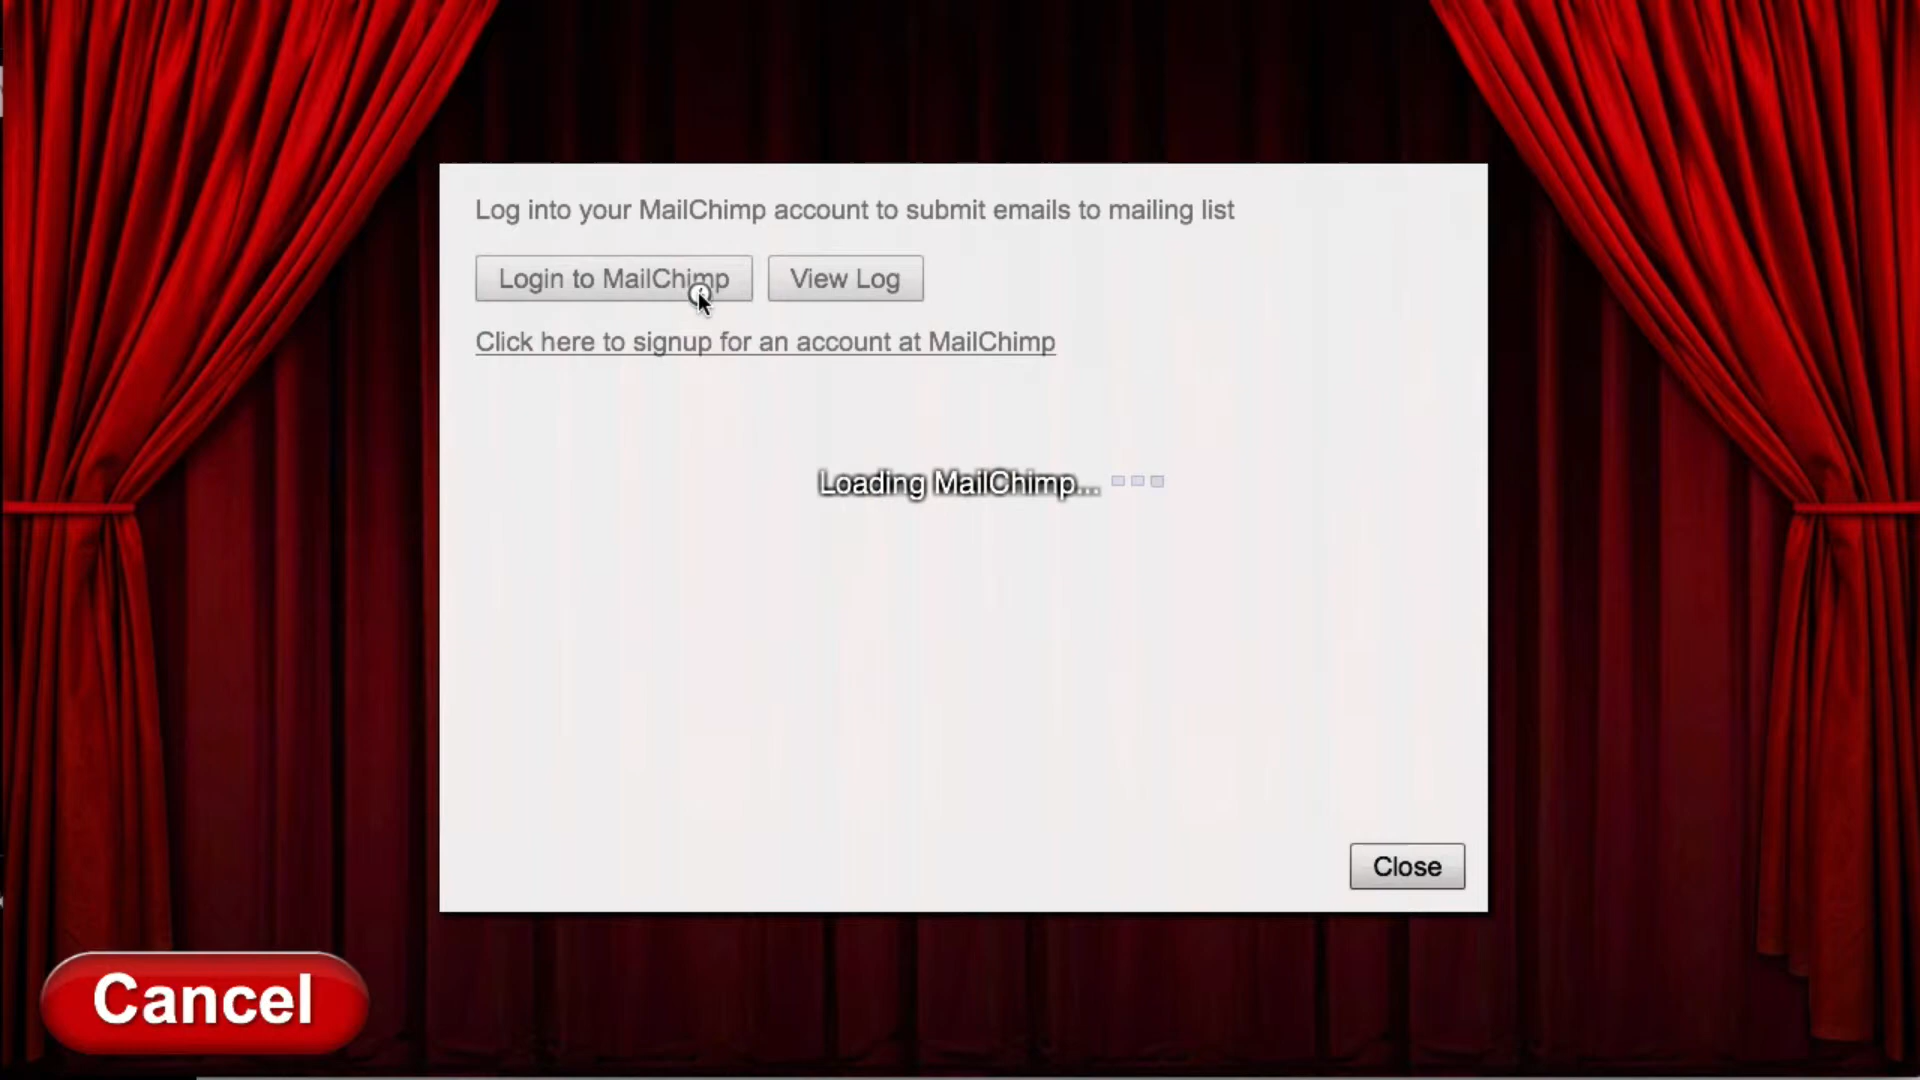 Log into your MailChimp account to submit emails to mailing list
Login to MailChimp
View Log
Click here to signup for an account at MailChimp
Loading MailChimp...
Close
Cancel